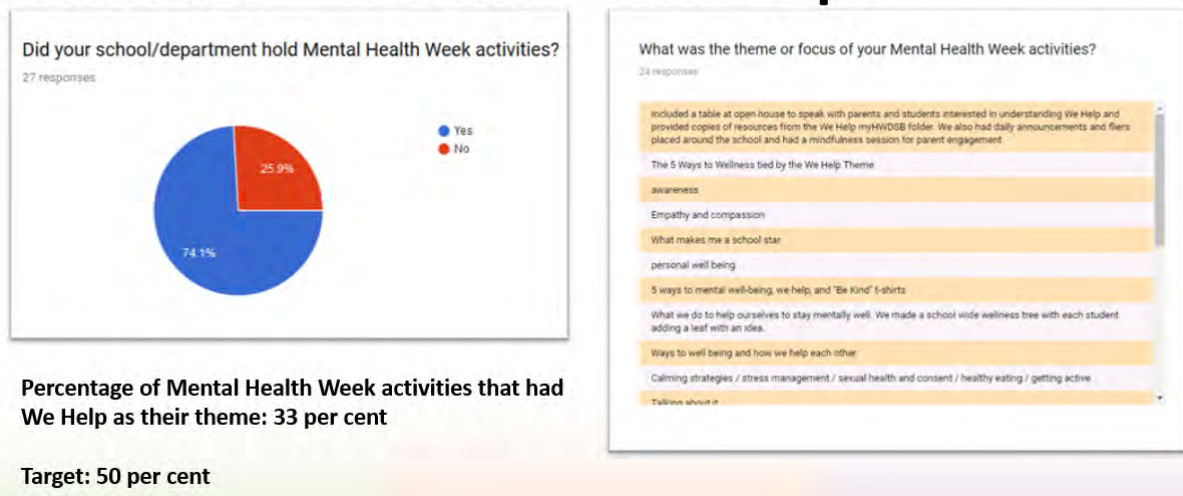 Did your school/department hold Mental Health Week activities?
27 responses
Yes
No
25.9%
74.1%
Percentage of Mental Health Week activities that had
We Help as their theme: 33 per cent
Target: 50 per cent
What was the theme or focus of your Mental Health Week activities?
24 responses
Included a table at open house to speak with parents and students interested in understanding We Help and
provided copies of resources from the We Help myHWDSB folder. We also had daily announcements and fliers
placed around the school and had a mindfulness session for parent engagement
The 5 Ways to Wellness tied by the We Help Theme
awareness
Empathy and compassion
What makes me a school star
personal well being
5 ways to mental well-being, we help, and "Be Kind" t-shirts
What we do to help ourselves to stay mentally well. We made a school wide wellness tree with each student
adding a leaf with an idea.
Ways to well being and how we help each other
Calming strategies / stress management / sexual health and consent / healthy eating / getting active
Talking about it